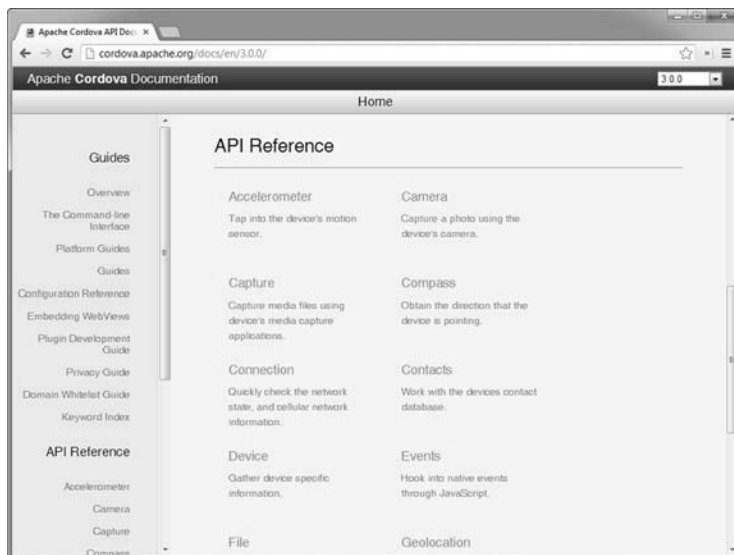 Apache Cordova API Doc
cordova.apache.org/docs/en/3.0.0/
Apache Cordova Documentation
3.0.0
Home
Guides
Overview
The Command-line
Interface
Platform Guides
Guides
Configuration Reference
Embedding WebViews
Plugin Development
Guide
Privacy Guide
Domain Whitelist Guide
Keyword Index
API Reference
Accelerometer
Camera
Capture
Compass
API Reference
Accelerometer
Tap into the device's motion
sensor.
Camera
Capture a photo using the
device's camera.
Capture
Capture media files using
device's media capture
applications.
Compass
Obtain the direction that the
device is pointing.
Connection
Quickly check the network
state, and cellular network
information.
Contacts
Work with the devices contact
database.
Device
Gather device specific
information.
Events
Hook into native events
through JavaScript.
File
Geolocation